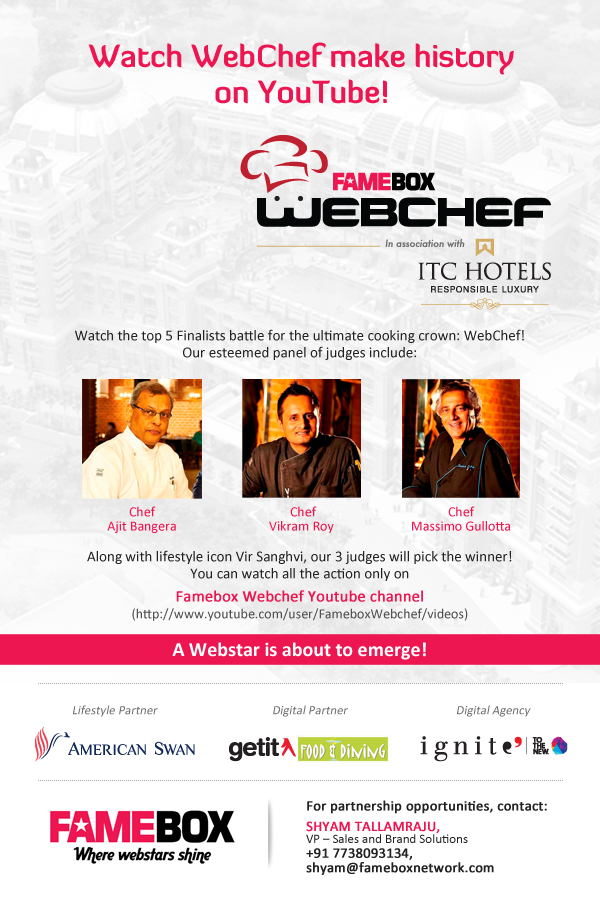 Watch WebChef make history
on YouTube!
FAMEBOX
WEBCHEF
In association with
ITC HOTELS
RESPONSIBLE LUXURY
Watch the top 5 Finalists battle for the ultimate cooking crown: WebChef!
Our esteemed panel of judges include:
Chef
Ajit Bangera
Chef
Vikram Roy
Chef
Massimo Gullotta
Along with lifestyle icon Vir Sanghvi, our 3 judges will pick the winner!
You can watch all the action only on
Famebox Webchef Youtube channel
(http://www.youtube.com/user/FameboxWebchef/videos)
A Webstar is about to emerge!
Lifestyle Partner
AMERICAN SWAN
Digital Partner
getit FOOD & DINING
Digital Agency
ignite
TO
THE
NEW.
FAMEBOX
Where webstars shine
For partnership opportunities, contact:
SHYAM TALLAMRAJU,
VP – Sales and Brand Solutions
+91 7738093134,
shyam@fameboxnetwork.com